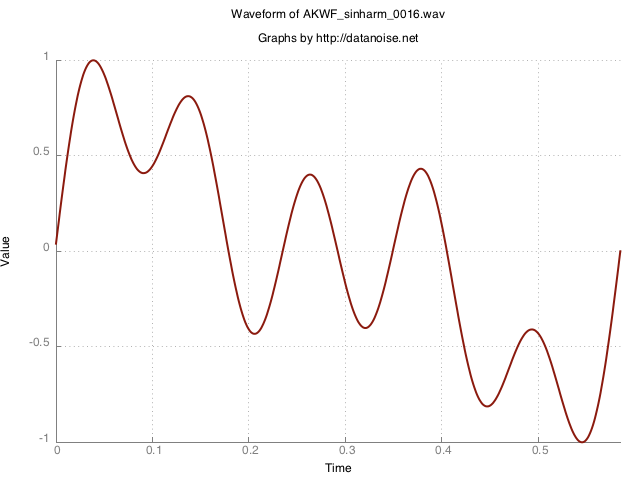 Waveform of AKWF_sinharm_0016.wav
Graphs by http://datanoise.net
1
0.5
0
-0.5
-1
Value
0 0.1 0.2 0.3 0.4 0.5
Time